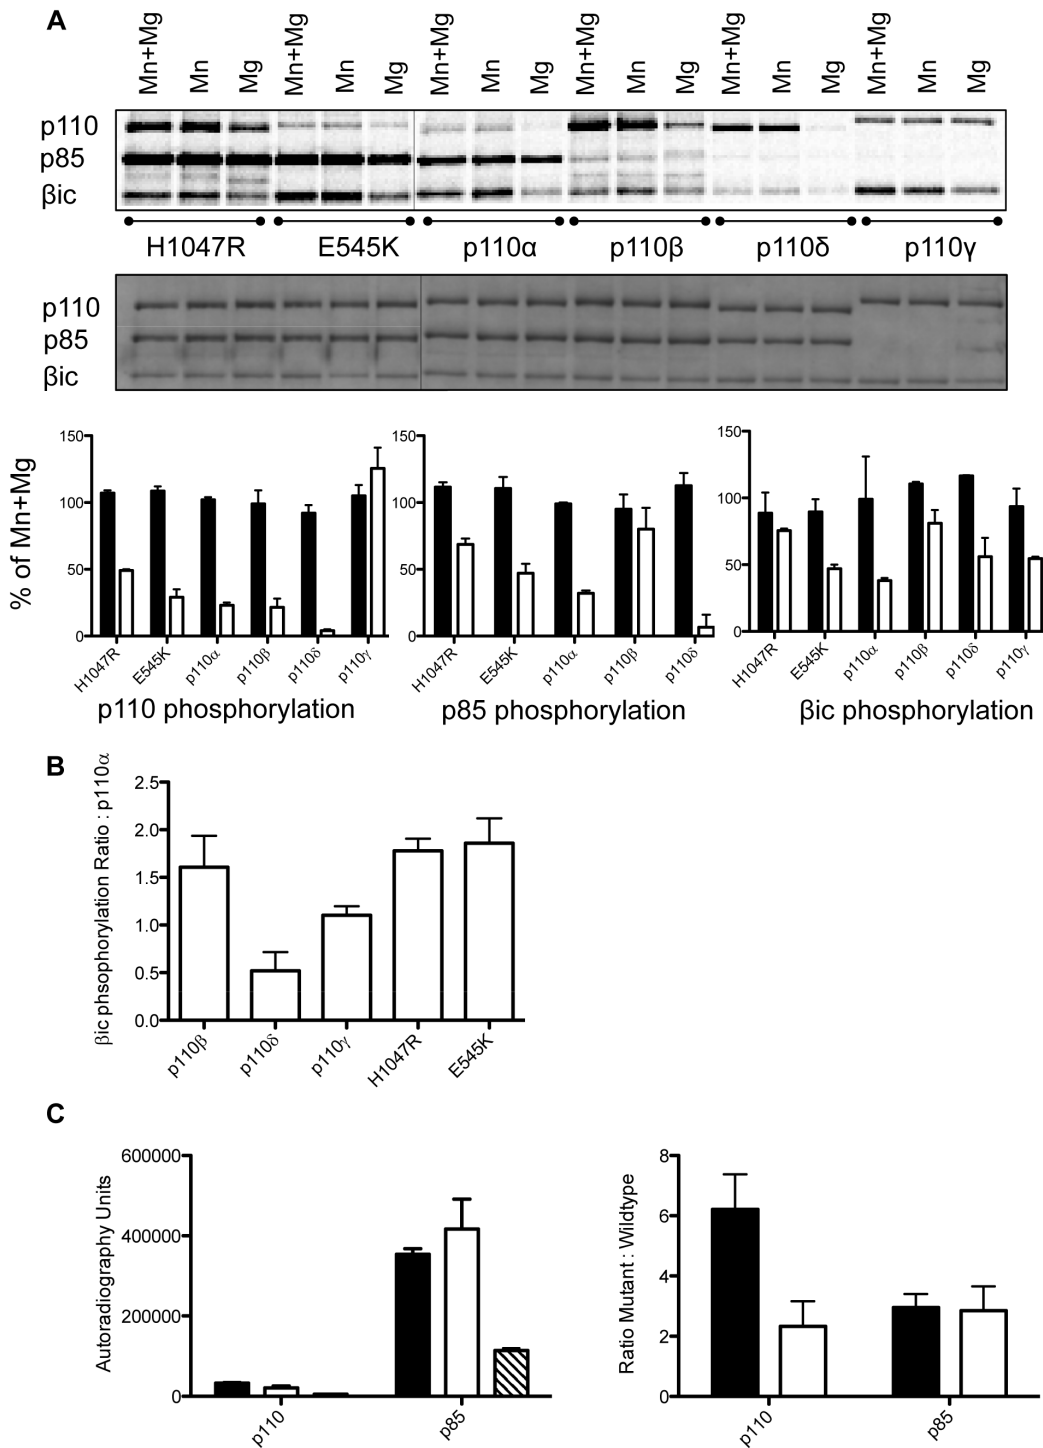 A
Mn+Mg Mn Mg Mn+Mg Mn Mg Mn+Mg Mn Mg Mn+Mg Mn Mg Mn+Mg Mn Mg Mn+Mg Mn Mg
p110
p85
βic
H1047R E545K p110α p110β p110δ p110γ
p110
p85
βic
% of Mn+Mg
150
100
50
0
H1047R E545K p110α p110β p110δ p110γ
p110 phosphorylation
150
100
50
0
H1047R E545K p110α p110β p110δ
p85 phosphorylation
150
100
50
0
H1047R E545K p110α p110β p110δ p110γ
βic phosphorylation
B
βic phsophorylation Ratio : p110α
2.5
2.0
1.5
1.0
0.5
0.0
p110β p110δ p110γ H1047R E545K
C
Autoradiography Units
600000
400000
200000
0
p110 p85
Ratio Mutant : Wildtype
8
6
4
2
0
p110 p85